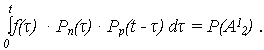 ∫₀ᵗ f(τ) · Pₙ(τ) · Pₚ(t - τ) dτ = P(A¹₂) .